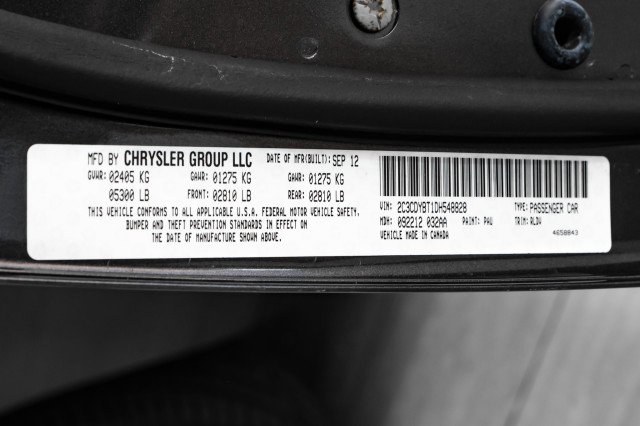 MFD BY CHRYSLER GROUP LLC DATE OF MFR(BUILT): SEP 12
GVWR: 02405 KG GAWR: 01275 KG GAWR: 01275 KG
05300 LB FRONT: 02810 LB REAR: 02810 LB
THIS VEHICLE CONFORMS TO ALL APPLICABLE U.S.A. FEDERAL MOTOR VEHICLE SAFETY,
BUMPER AND THEFT PREVENTION STANDARDS IN EFFECT ON
THE DATE OF MANUFACTURE SHOWN ABOVE.
VIN: 2C3CDYBT1DH548828 TYPE: PASSENGER CAR
MDH: 092212 032AA PAINT: PAU TRIM: RLDV
VEHICLE MADE IN CANADA 4658843